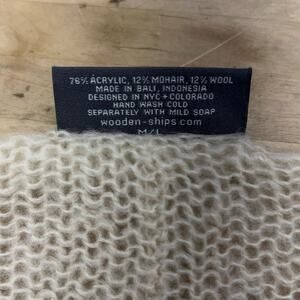 76% ACRYLIC, 12% MOHAIR, 12% WOOL
MADE IN BALI, INDONESIA
DESIGNED IN NYC + COLORADO
HAND WASH COLD
SEPARATELY WITH MILD SOAP
wooden-ships.com
M/L